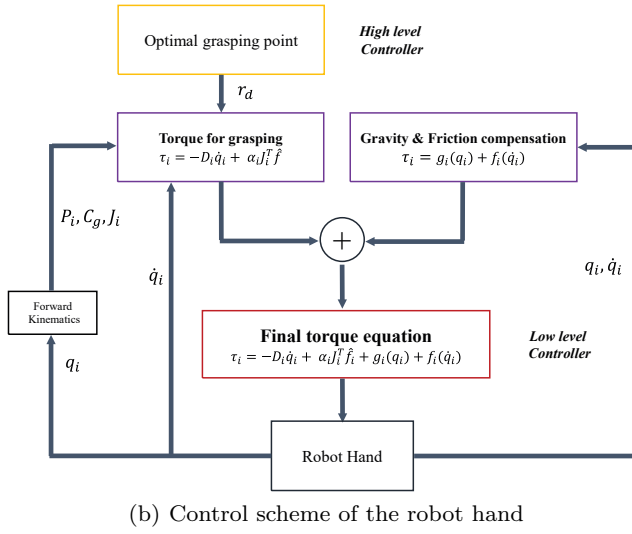 Optimal grasping point
High level
Controller
r_d
Torque for grasping
τ_i = −D_i q̇_i + α_i J_i^T f̂
Gravity & Friction compensation
τ_i = g_i(q_i) + f_i(q̇_i)
P_i, C_g, J_i
+
q̇_i
q_i, q̇_i
Forward
Kinematics
Final torque equation
τ_i = −D_i q̇_i + α_i J_i^T f̂_i + g_i(q_i) + f_i(q̇_i)
Low level
Controller
q_i
Robot Hand
(b) Control scheme of the robot hand